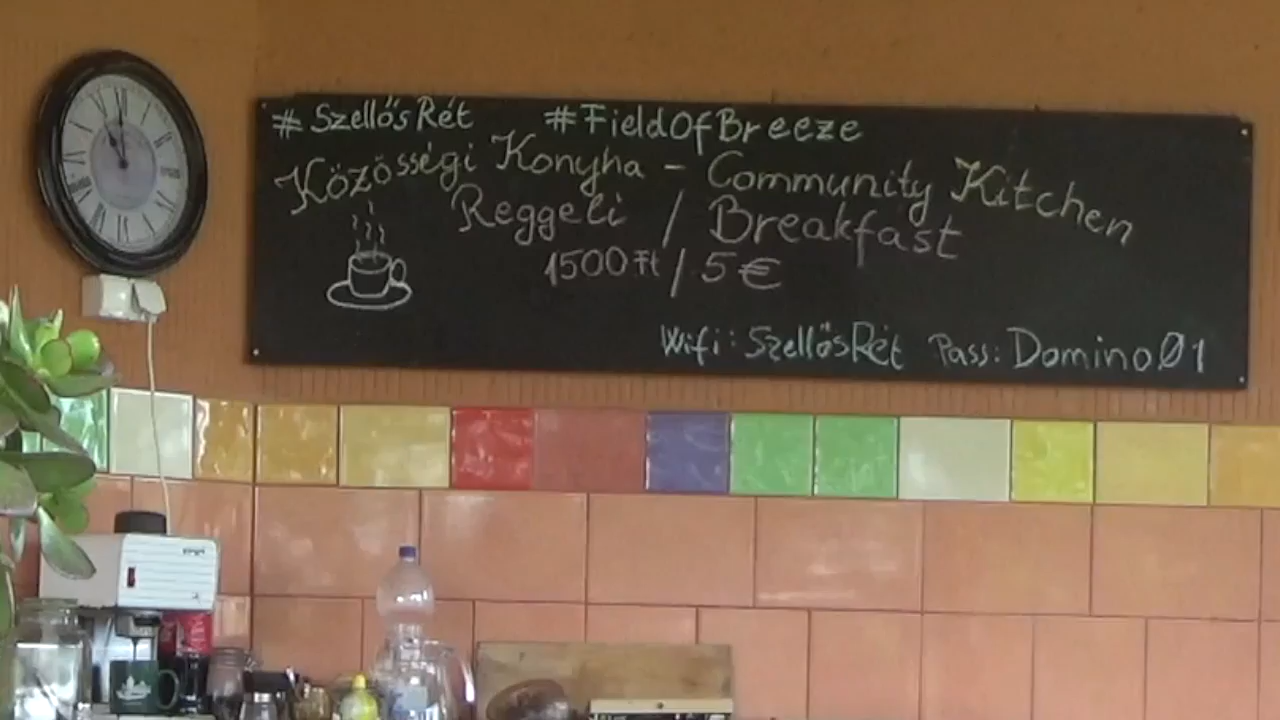 #SzellősRét #FieldOfBreeze
Közösségi Konyha - Community Kitchen
Reggeli / Breakfast
1500 Ft / 5 €
Wifi: SzellősRét Pass: Domino01